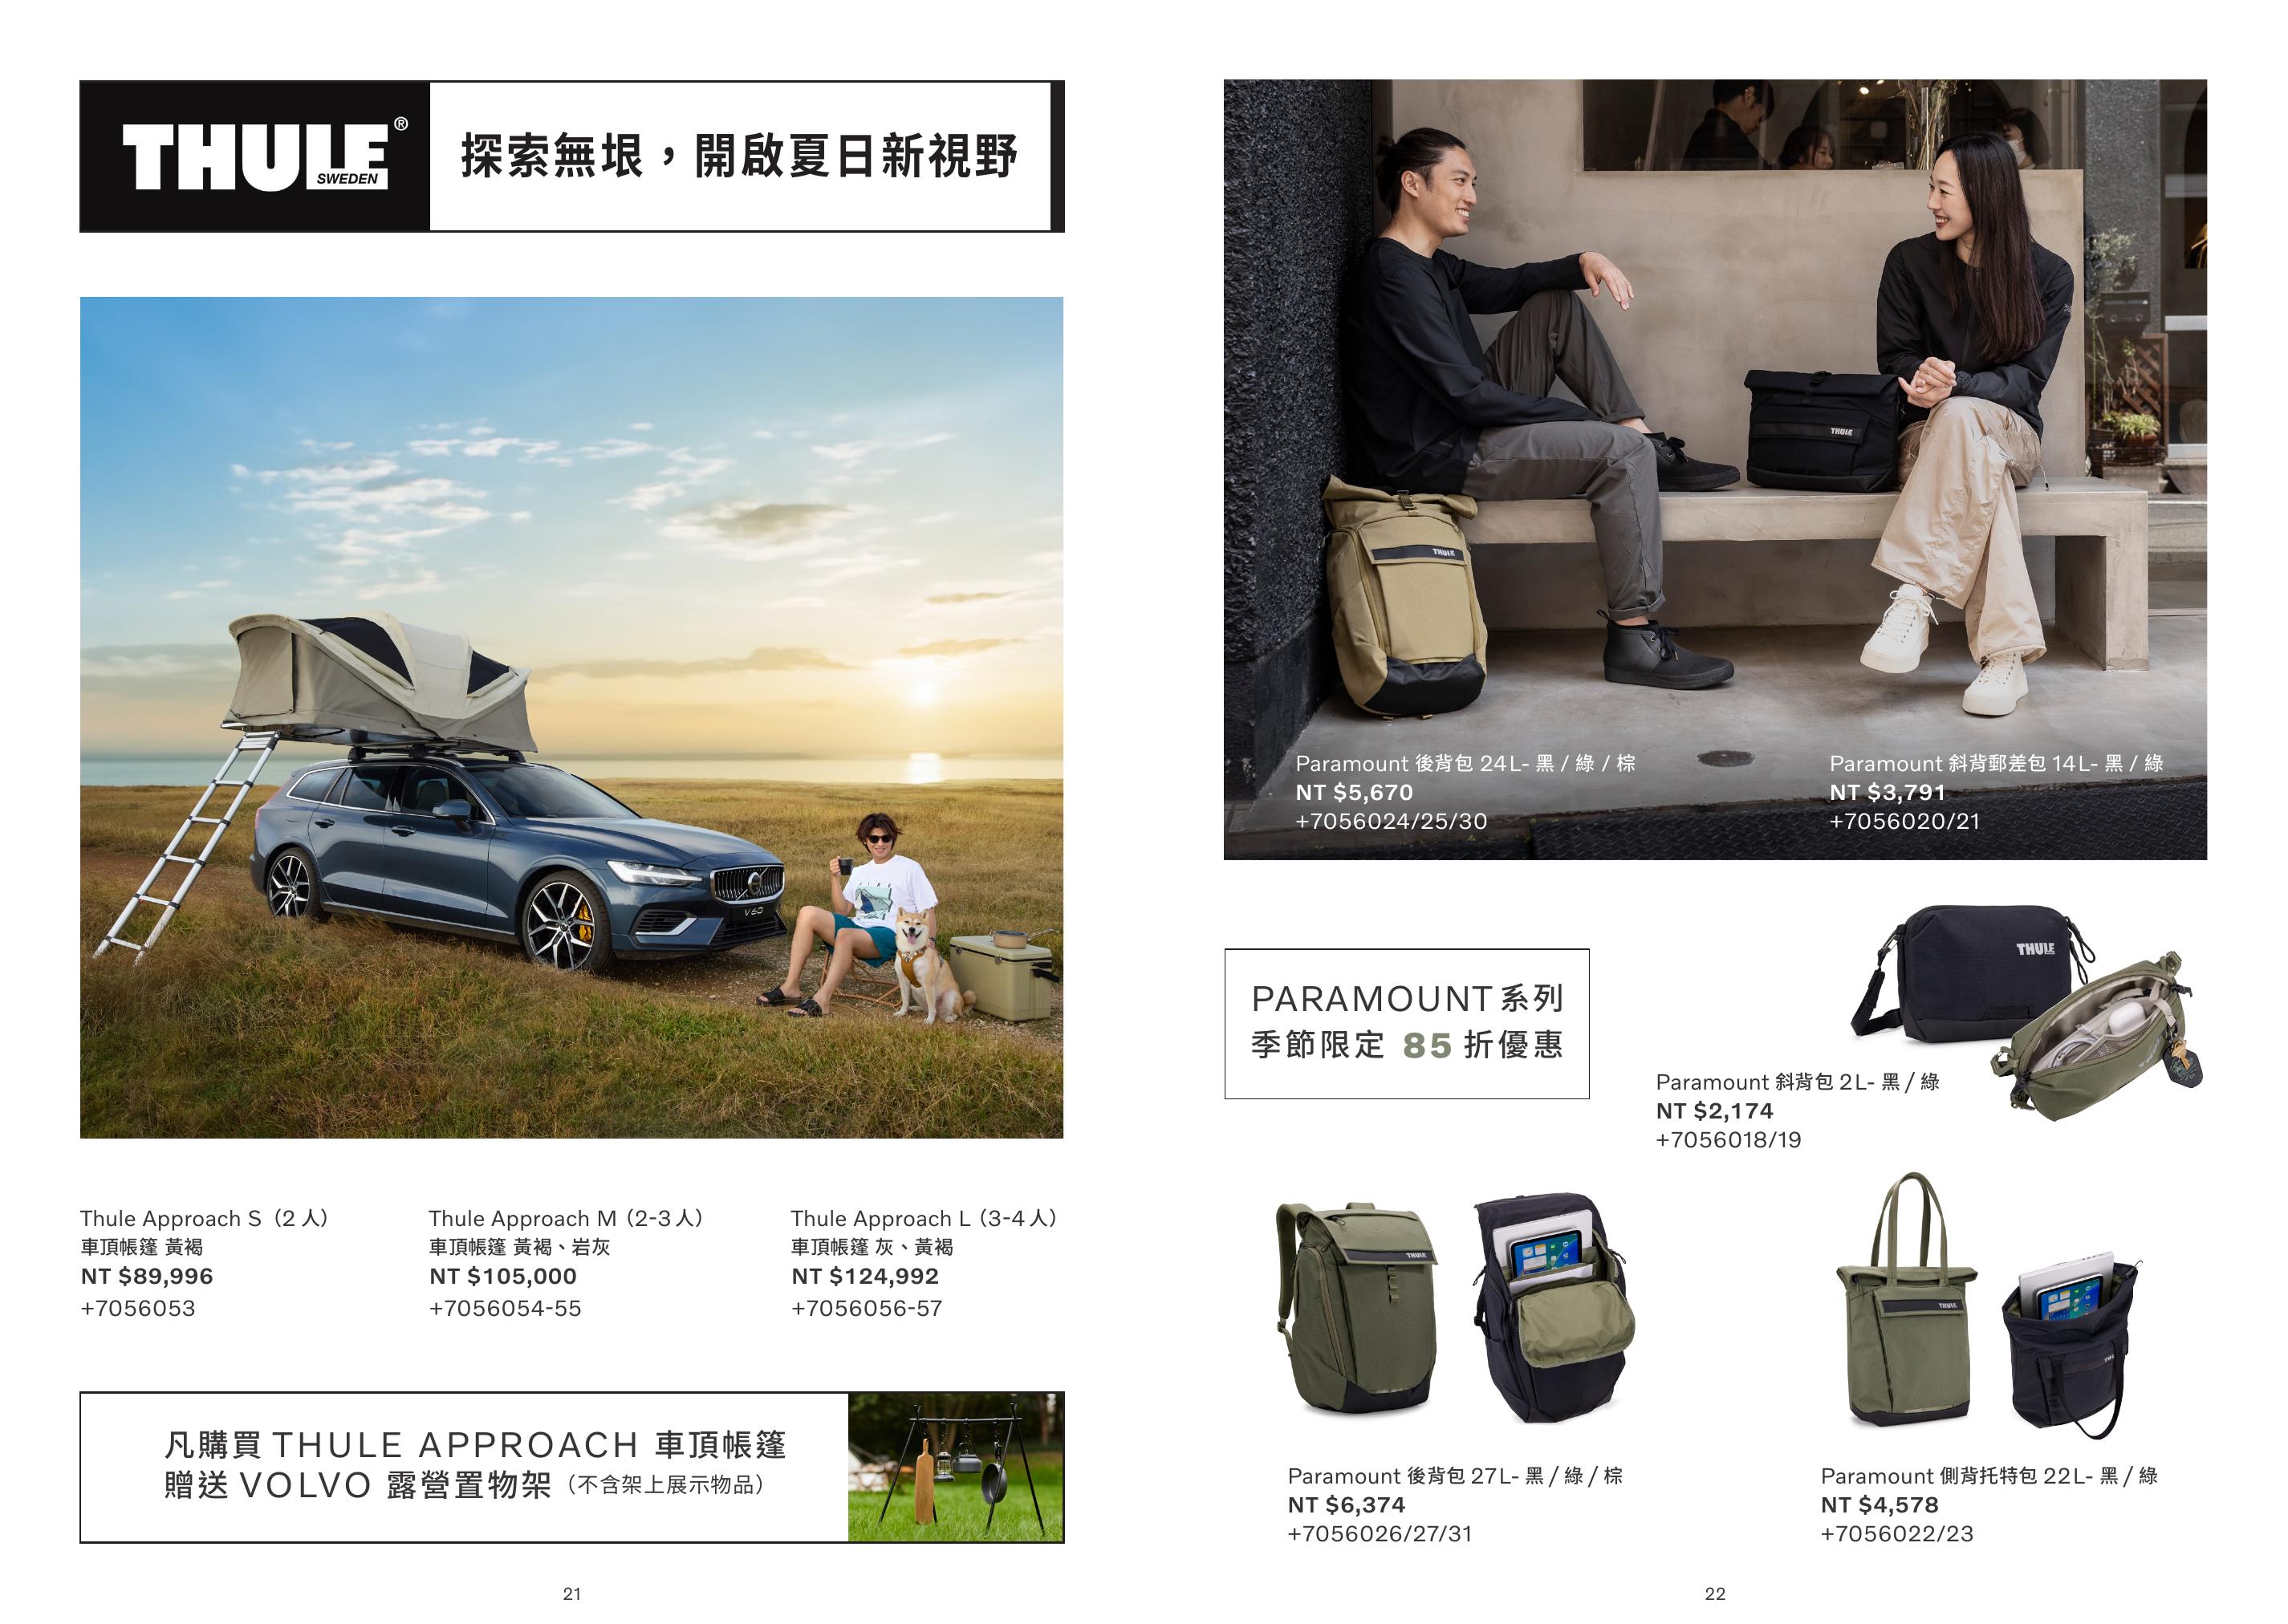 THULE®
SWEDEN
探索無垠，開啟夏日新視野
V60
Thule Approach S（2 人）
車頂帳篷 黃褐
NT $89,996
+7056053
Thule Approach M（2-3 人）
車頂帳篷 黃褐、岩灰
NT $105,000
+7056054-55
Thule Approach L（3-4 人）
車頂帳篷 灰、黃褐
NT $124,992
+7056056-57
凡購買 THULE APPROACH 車頂帳篷
贈送 VOLVO 露營置物架（不含架上展示物品）
21
THULE
THULE
Paramount 後背包 24L- 黑 / 綠 / 棕
NT $5,670
+7056024/25/30
Paramount 斜背郵差包 14L- 黑 / 綠
NT $3,791
+7056020/21
PARAMOUNT 系列
季節限定 85 折優惠
THULE
Paramount 斜背包 2L- 黑 / 綠
NT $2,174
+7056018/19
THULE
THULE
Paramount 後背包 27L- 黑 / 綠 / 棕
NT $6,374
+7056026/27/31
Paramount 側背托特包 22L- 黑 / 綠
NT $4,578
+7056022/23
22